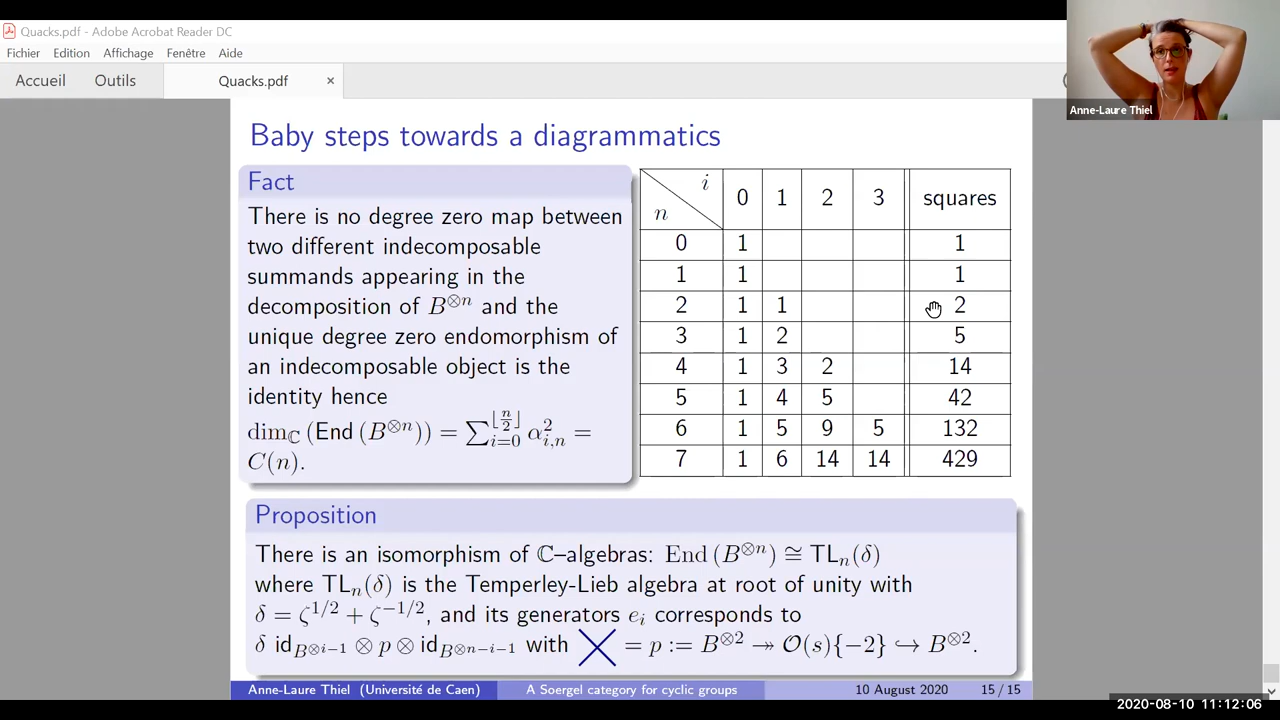 Quacks.pdf - Adobe Acrobat Reader DC
Fichier Edition Affichage Fenêtre Aide
Accueil Outils Quacks.pdf ×
Anne-Laure Thiel
Baby steps towards a diagrammatics
Fact
There is no degree zero map between
two different indecomposable
summands appearing in the
decomposition of B^{⊗n} and the
unique degree zero endomorphism of
an indecomposable object is the
identity hence
dim_ℂ (End (B^{⊗n})) = ∑_{i=0}^{⌊n/2⌋} α_{i,n}^2 =
C(n).
n i 0 1 2 3 squares
0 1 1
1 1 1
2 1 1 2
3 1 2 5
4 1 3 2 14
5 1 4 5 42
6 1 5 9 5 132
7 1 6 14 14 429
Proposition
There is an isomorphism of ℂ–algebras: End (B^{⊗n}) ≅ TL_n(δ)
where TL_n(δ) is the Temperley-Lieb algebra at root of unity with
δ = ζ^{1/2} + ζ^{-1/2}, and its generators e_i corresponds to
δ id_{B^{⊗i−1}} ⊗ p ⊗ id_{B^{⊗n−i−1}} with = p := B^{⊗2} ↠ 𝒪(s){−2} ↪ B^{⊗2}.
Anne-Laure Thiel (Université de Caen) A Soergel category for cyclic groups 10 August 2020 15 / 15
2020-08-10 11:12:06